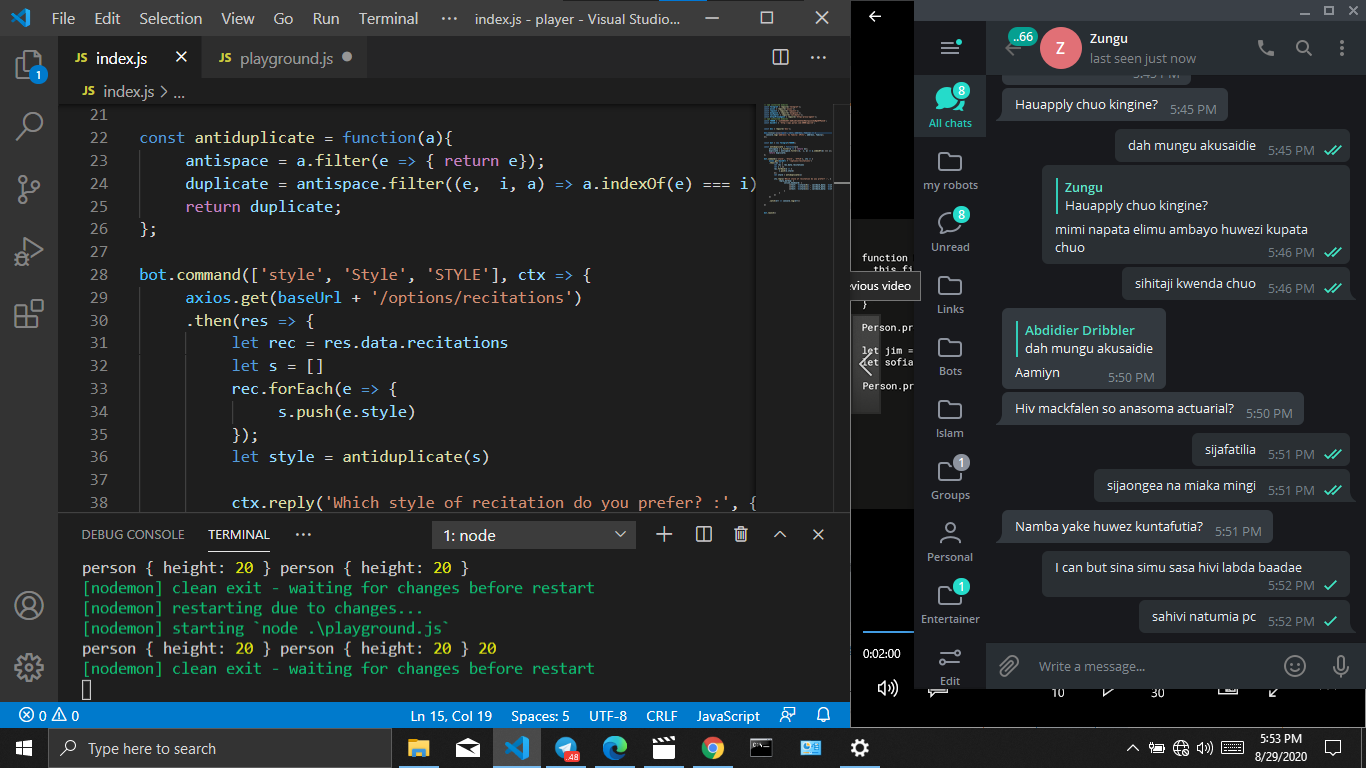 File Edit Selection View Go Run Terminal ··· index.js - player - Visual Studio...
JS index.js
JS playground.js
JS index.js > ...
1
21
22 const antiduplicate = function(a){
23 antispace = a.filter(e => { return e});
24 duplicate = antispace.filter((e, i, a) => a.indexOf(e) === i)
25 return duplicate;
26 };
27
28 bot.command(['style', 'Style', 'STYLE'], ctx => {
29 axios.get(baseUrl + '/options/recitations')
30 .then(res => {
31 let rec = res.data.recitations
32 let s = []
33 rec.forEach(e => {
34 s.push(e.style)
35 });
36 let style = antiduplicate(s)
37
38 ctx.reply('Which style of recitation do you prefer? :', {
DEBUG CONSOLE TERMINAL ··· 1: node
person { height: 20 } person { height: 20 }
[nodemon] clean exit - waiting for changes before restart
[nodemon] restarting due to changes...
[nodemon] starting `node .\playground.js`
person { height: 20 } person { height: 20 } 20
[nodemon] clean exit - waiting for changes before restart
0 0 Ln 15, Col 19 Spaces: 5 UTF-8 CRLF JavaScript
function
this.fi
evious video
}
Person.pr
let jim =
let sofia
Person.pr
0:02:00
10 30
..66
Z
Zungu
last seen just now
8
All chats
my robots
8
Unread
Links
Bots
Islam
1
Groups
Personal
1
Entertainer
Edit
5:45 PM
Hauapply chuo kingine? 5:45 PM
dah mungu akusaidie 5:45 PM
Zungu
Hauapply chuo kingine?
mimi napata elimu ambayo huwezi kupata
chuo 5:46 PM
sihitaji kwenda chuo 5:46 PM
Abdidier Dribbler
dah mungu akusaidie
Aamiyn 5:50 PM
Hiv mackfalen so anasoma actuarial? 5:50 PM
sijafatilia 5:51 PM
sijaongea na miaka mingi 5:51 PM
Namba yake huwez kuntafutia? 5:51 PM
I can but sina simu sasa hivi labda baadae
5:52 PM
sahivi natumia pc 5:52 PM
Write a message...
Type here to search
48
5:53 PM
8/29/2020